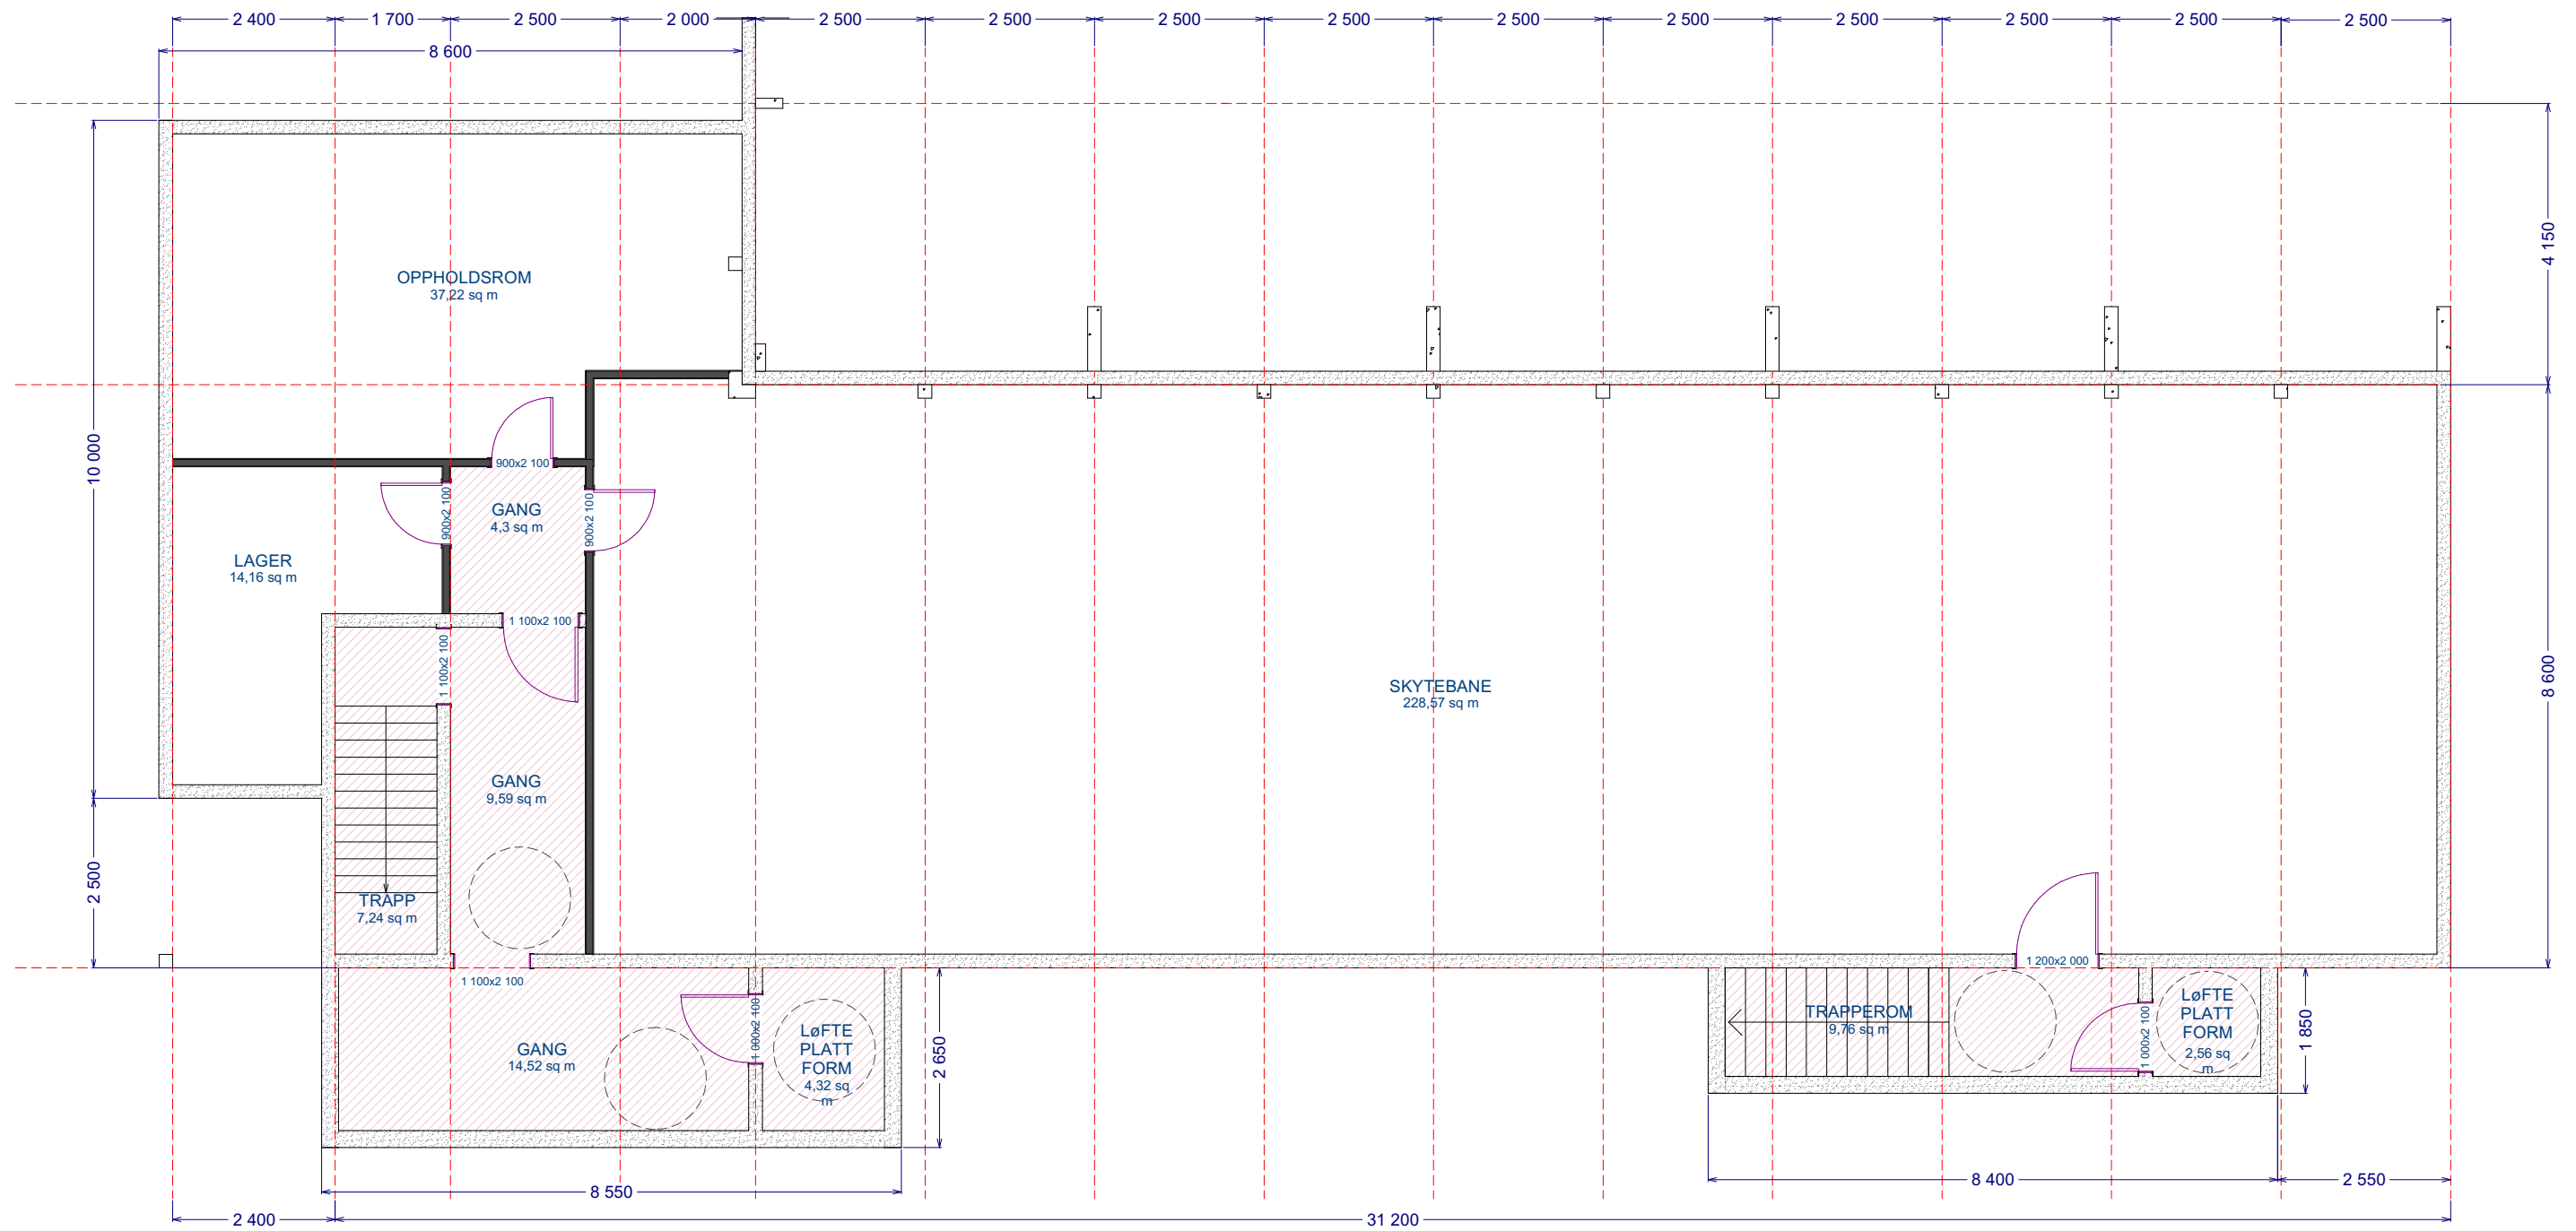 2 400
1 700
2 500
2 000
2 500
2 500
2 500
2 500
2 500
2 500
2 500
2 500
2 500
2 500
8 600
4 150
OPPHOLDSROM
37,22 sq m
10 000
900x2 100
900x2 100
900x2 100
GANG
4,3 sq m
LAGER
14,16 sq m
1 100x2 100
1 100x2 100
SKYTEBANE
228,57 sq m
8 600
GANG
9,59 sq m
2 500
TRAPP
7,24 sq m
1 100x2 100
1 200x2 000
1 000x2 100
GANG
14,52 sq m
LøFTE
PLATT
FORM
4,32 sq
m
2 650
TRAPPEROM
9,76 sq m
1 000x2 100
LøFTE
PLATT
FORM
2,56 sq
m
1 850
8 550
8 400
2 550
2 400
31 200